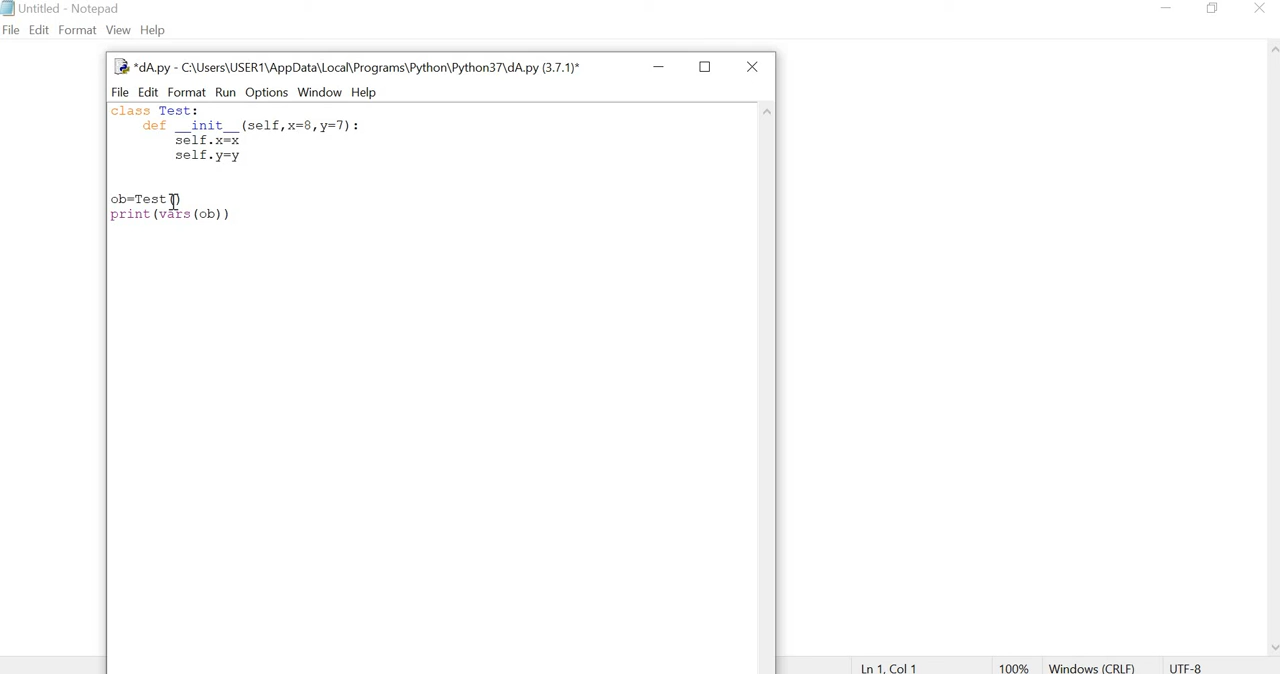 Untitled - Notepad
File Edit Format View Help
*dA.py - C:\Users\USER1\AppData\Local\Programs\Python\Python37\dA.py (3.7.1)*
File Edit Format Run Options Window Help
class Test:
    def __init__(self,x=8,y=7):
        self.x=x
        self.y=y
ob=Test()
print(vars(ob))
Ln 1, Col 1 100% Windows (CRLF) UTF-8